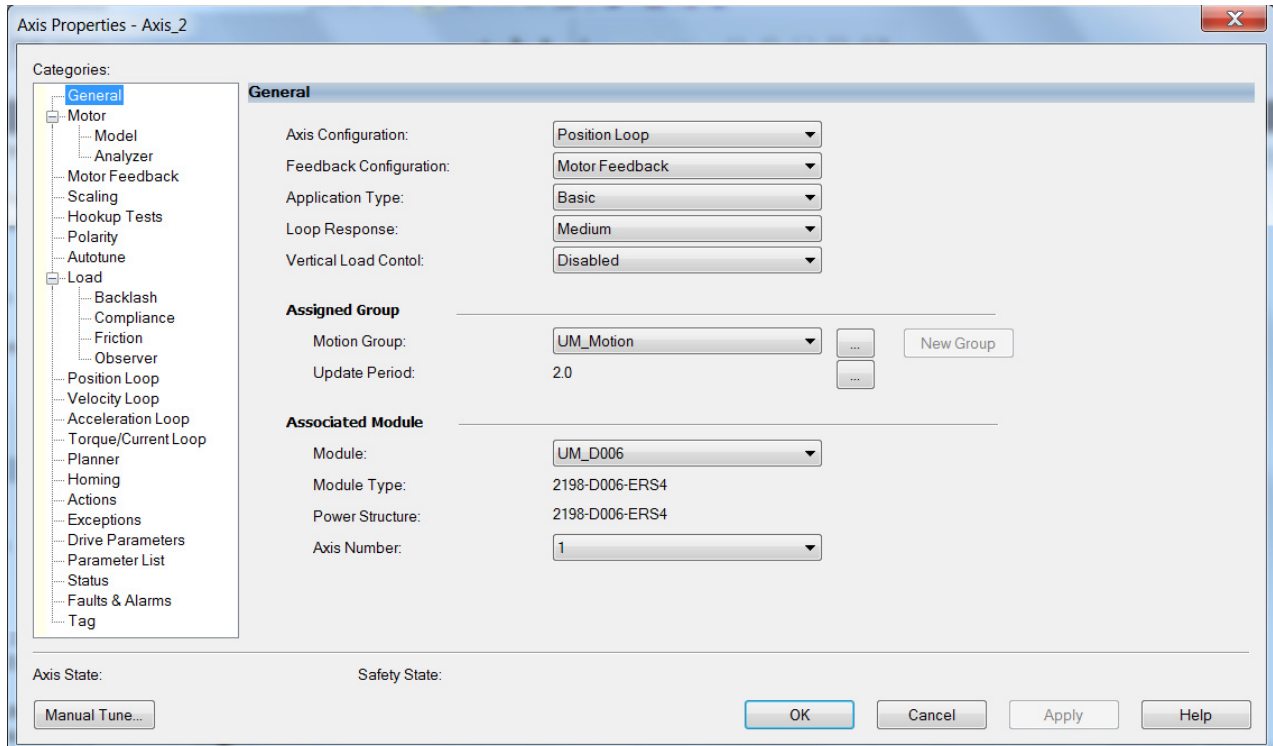 Axis Properties - Axis_2
X
Categories:
General
Motor
Model
Analyzer
Motor Feedback
Scaling
Hookup Tests
Polarity
Autotune
Load
Backlash
Compliance
Friction
Observer
Position Loop
Velocity Loop
Acceleration Loop
Torque/Current Loop
Planner
Homing
Actions
Exceptions
Drive Parameters
Parameter List
Status
Faults & Alarms
Tag
General
Axis Configuration: Position Loop
Feedback Configuration: Motor Feedback
Application Type: Basic
Loop Response: Medium
Vertical Load Contol: Disabled
Assigned Group
Motion Group: UM_Motion ... New Group
Update Period: 2.0 ...
Associated Module
Module: UM_D006
Module Type: 2198-D006-ERS4
Power Structure: 2198-D006-ERS4
Axis Number: 1
Axis State: Safety State:
Manual Tune... OK Cancel Apply Help